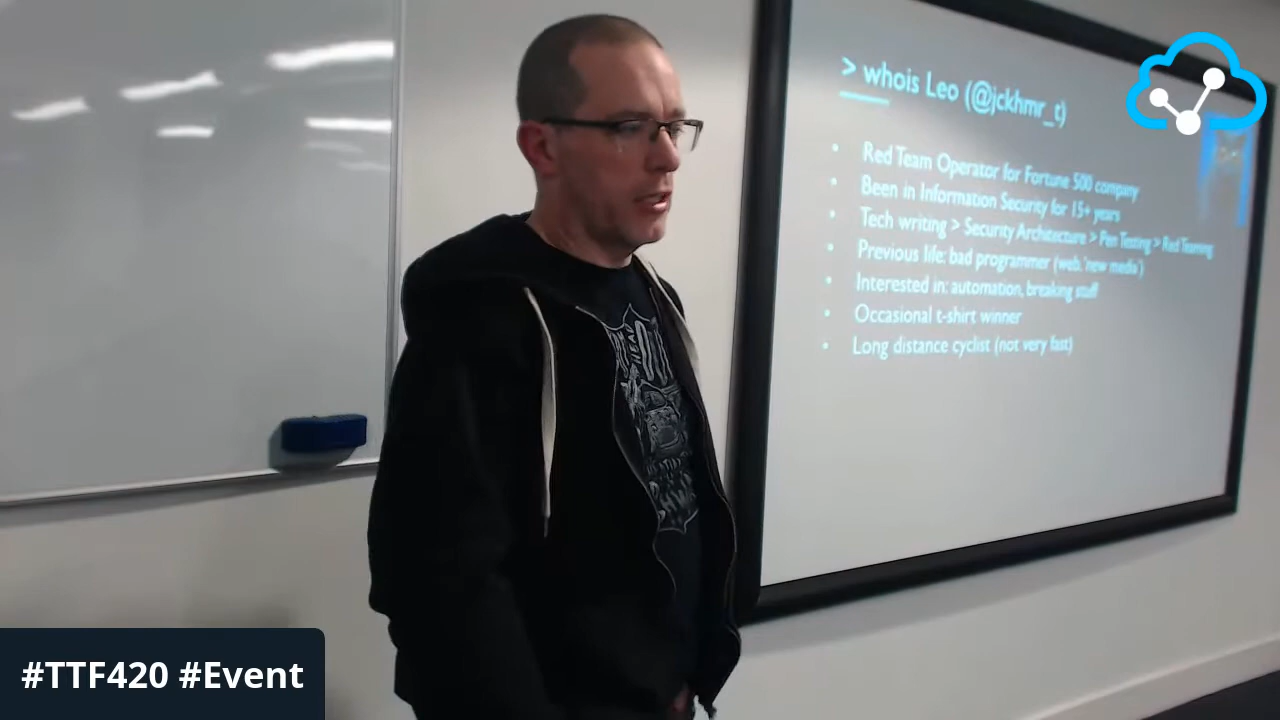 > whois Leo (@jckhmr_t)
• Red Team Operator for Fortune 500 company
• Been in Information Security for 15+ years
• Tech writing > Security Architecture > Pen Testing > Red Teaming
• Previous life: bad programmer (web, 'new media')
• Interested in: automation, breaking stuff
• Occasional t-shirt winner
• Long distance cyclist (not very fast)
#TTF420 #Event